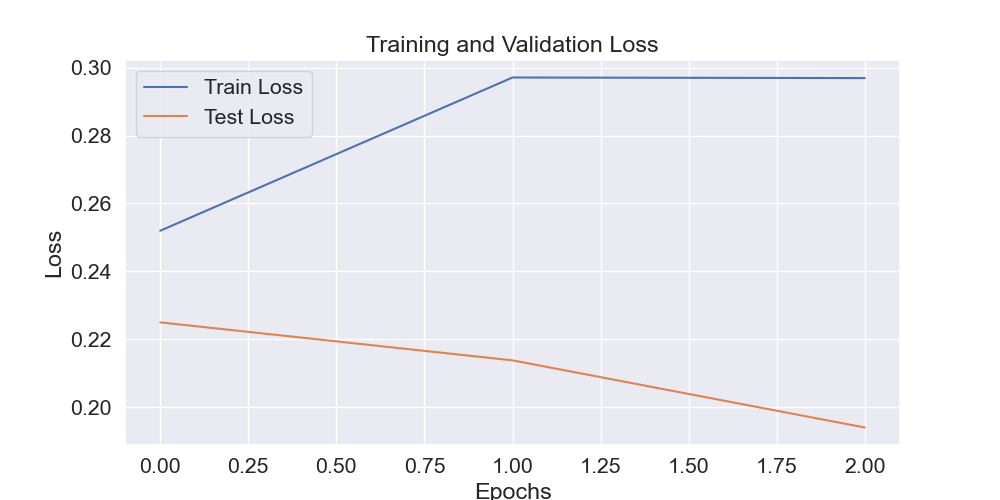 Training and Validation Loss
Train Loss
Test Loss
Loss
0.30
0.28
0.26
0.24
0.22
0.20
0.00 0.25 0.50 0.75 1.00 1.25 1.50 1.75 2.00
Epochs